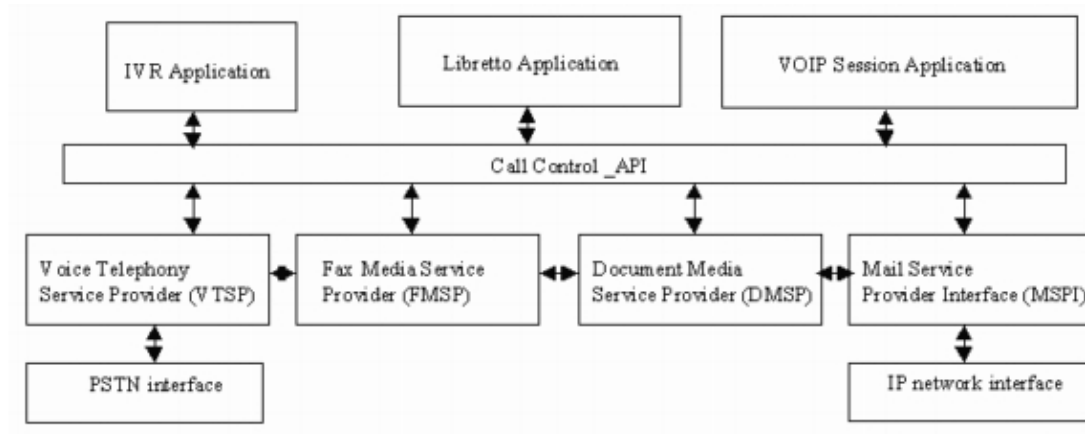 IVR Application
Libretto Application
VOIP Session Application
Call Control _API
Voice Telephony
Service Provider (VTSP)
Fax Media Service
Provider (FMSP)
Document Media
Service Provider (DMSP)
Mail Service
Provider Interface (MSPI)
PSTN interface
IP network interface